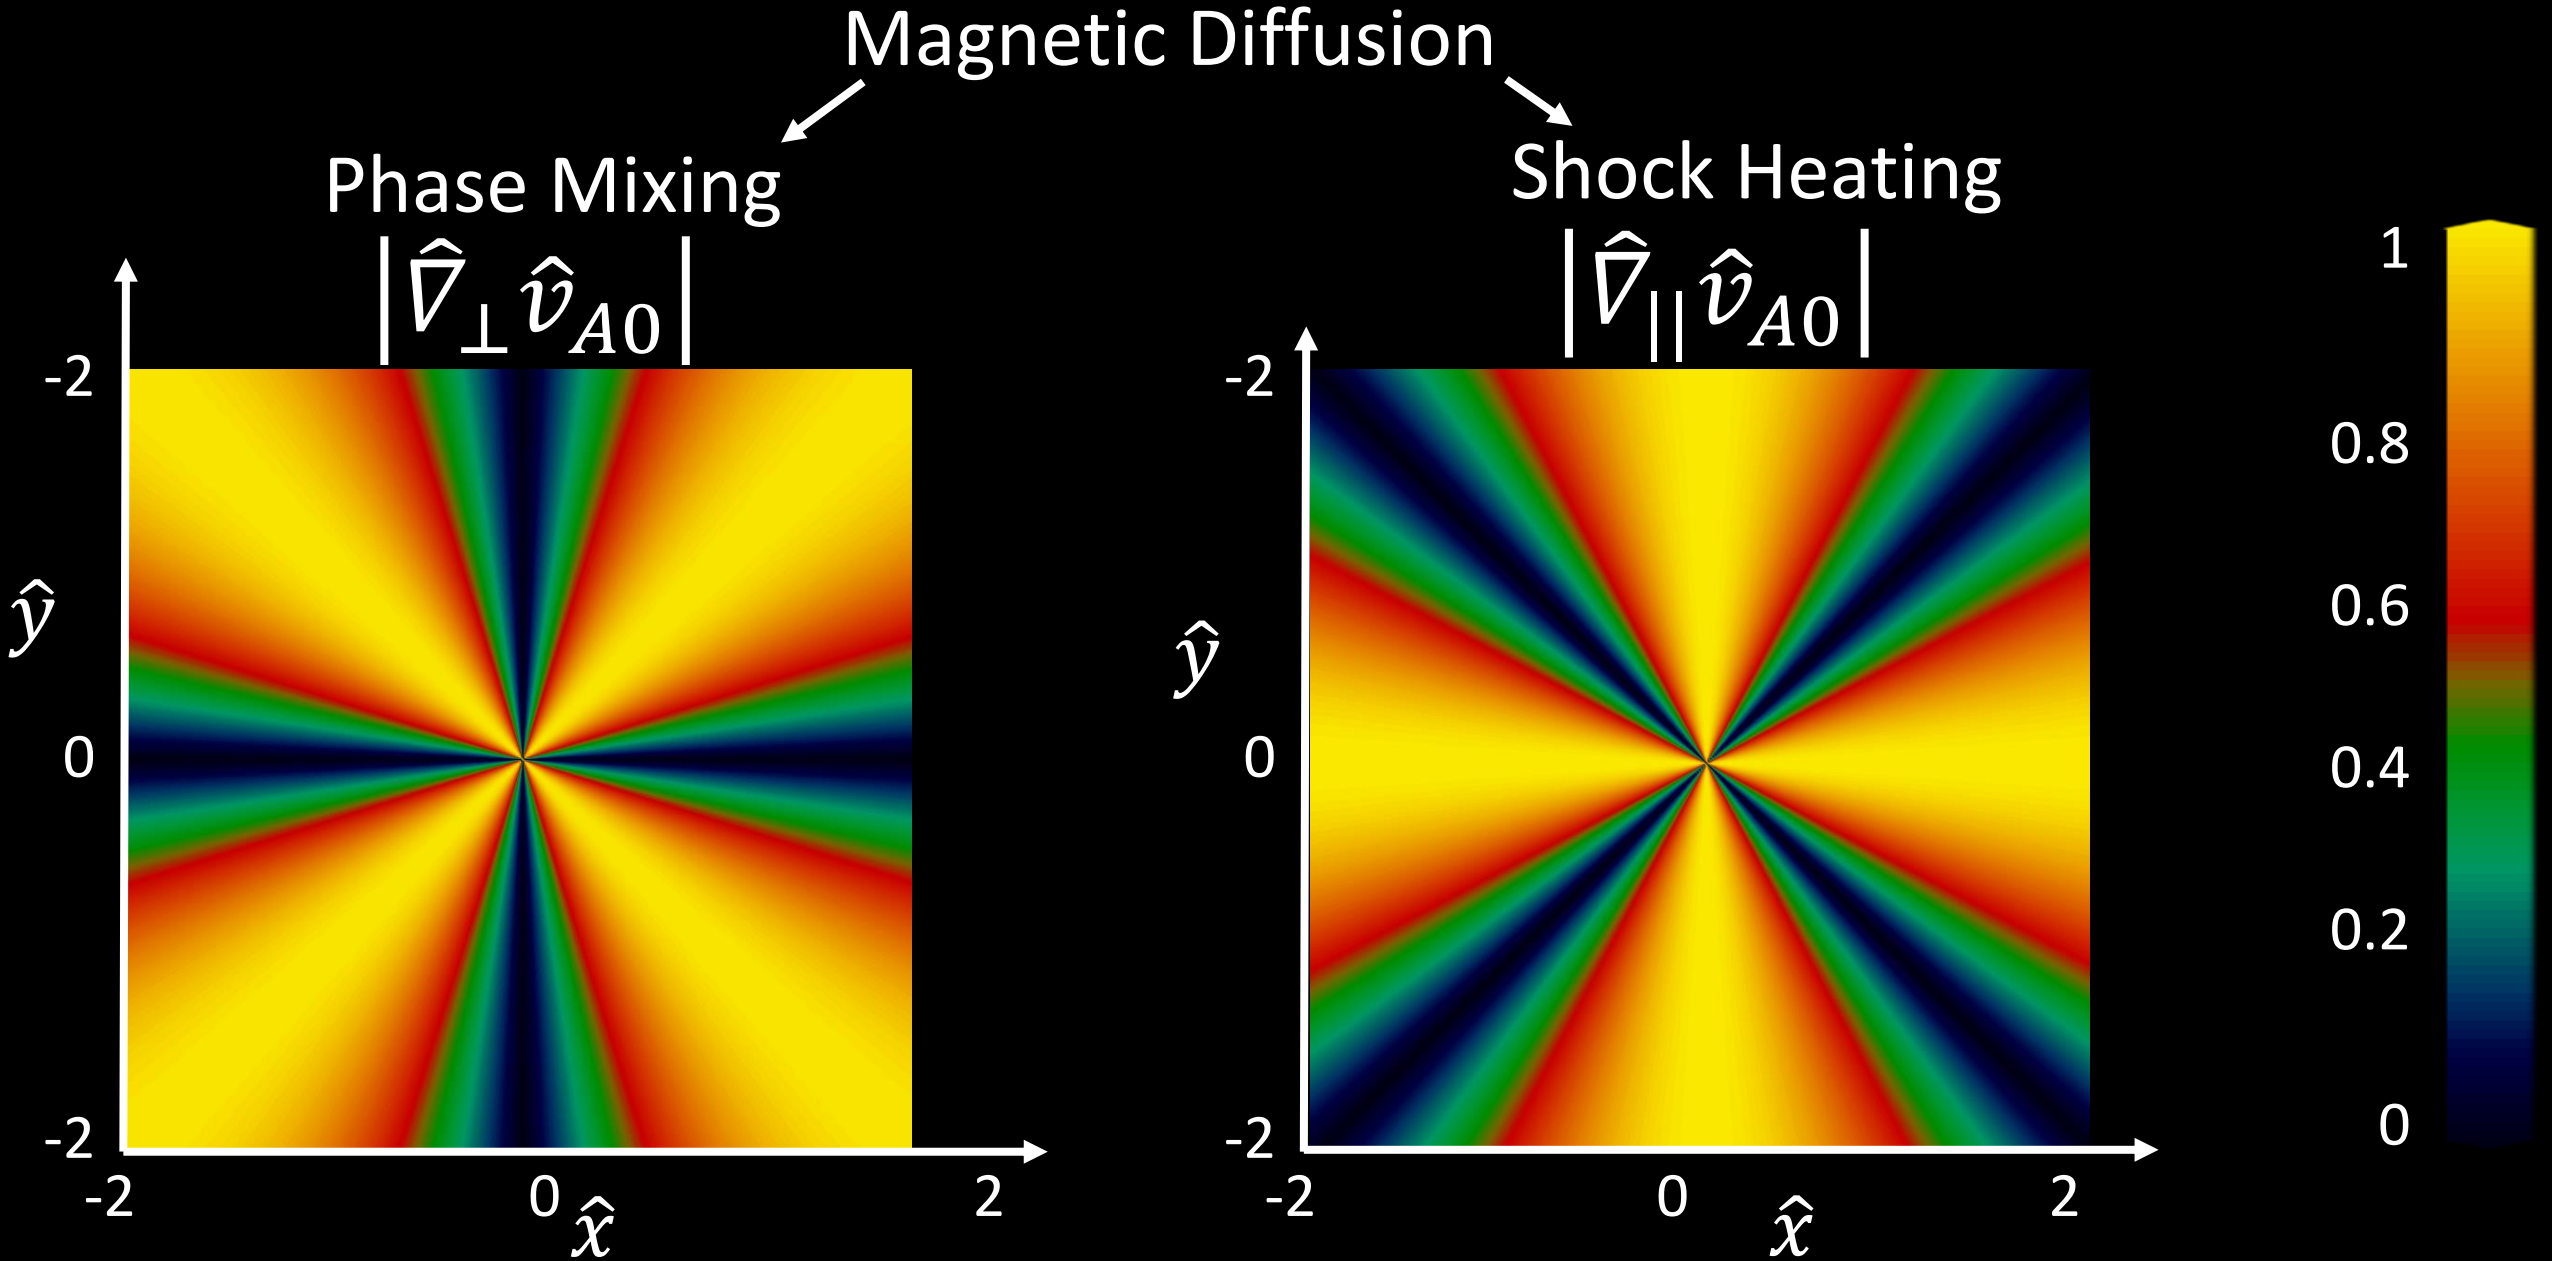 Magnetic Diffusion
Phase Mixing
Shock Heating
|∇̂⊥ v̂A0|
|∇̂|| v̂A0|
-2
ŷ
0
-2
-2 0 2
x̂
-2
ŷ
0
-2
-2 0 2
x̂
1
0.8
0.6
0.4
0.2
0